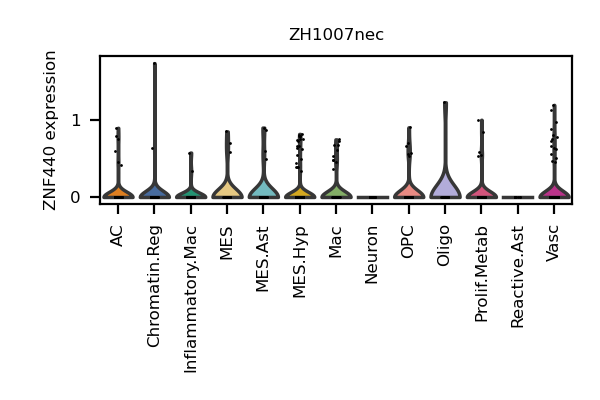 ZH1007nec
ZNF440 expression
1
0
AC
Chromatin.Reg
Inflammatory.Mac
MES
MES.Ast
MES.Hyp
Mac
Neuron
OPC
Oligo
Prolif.Metab
Reactive.Ast
Vasc